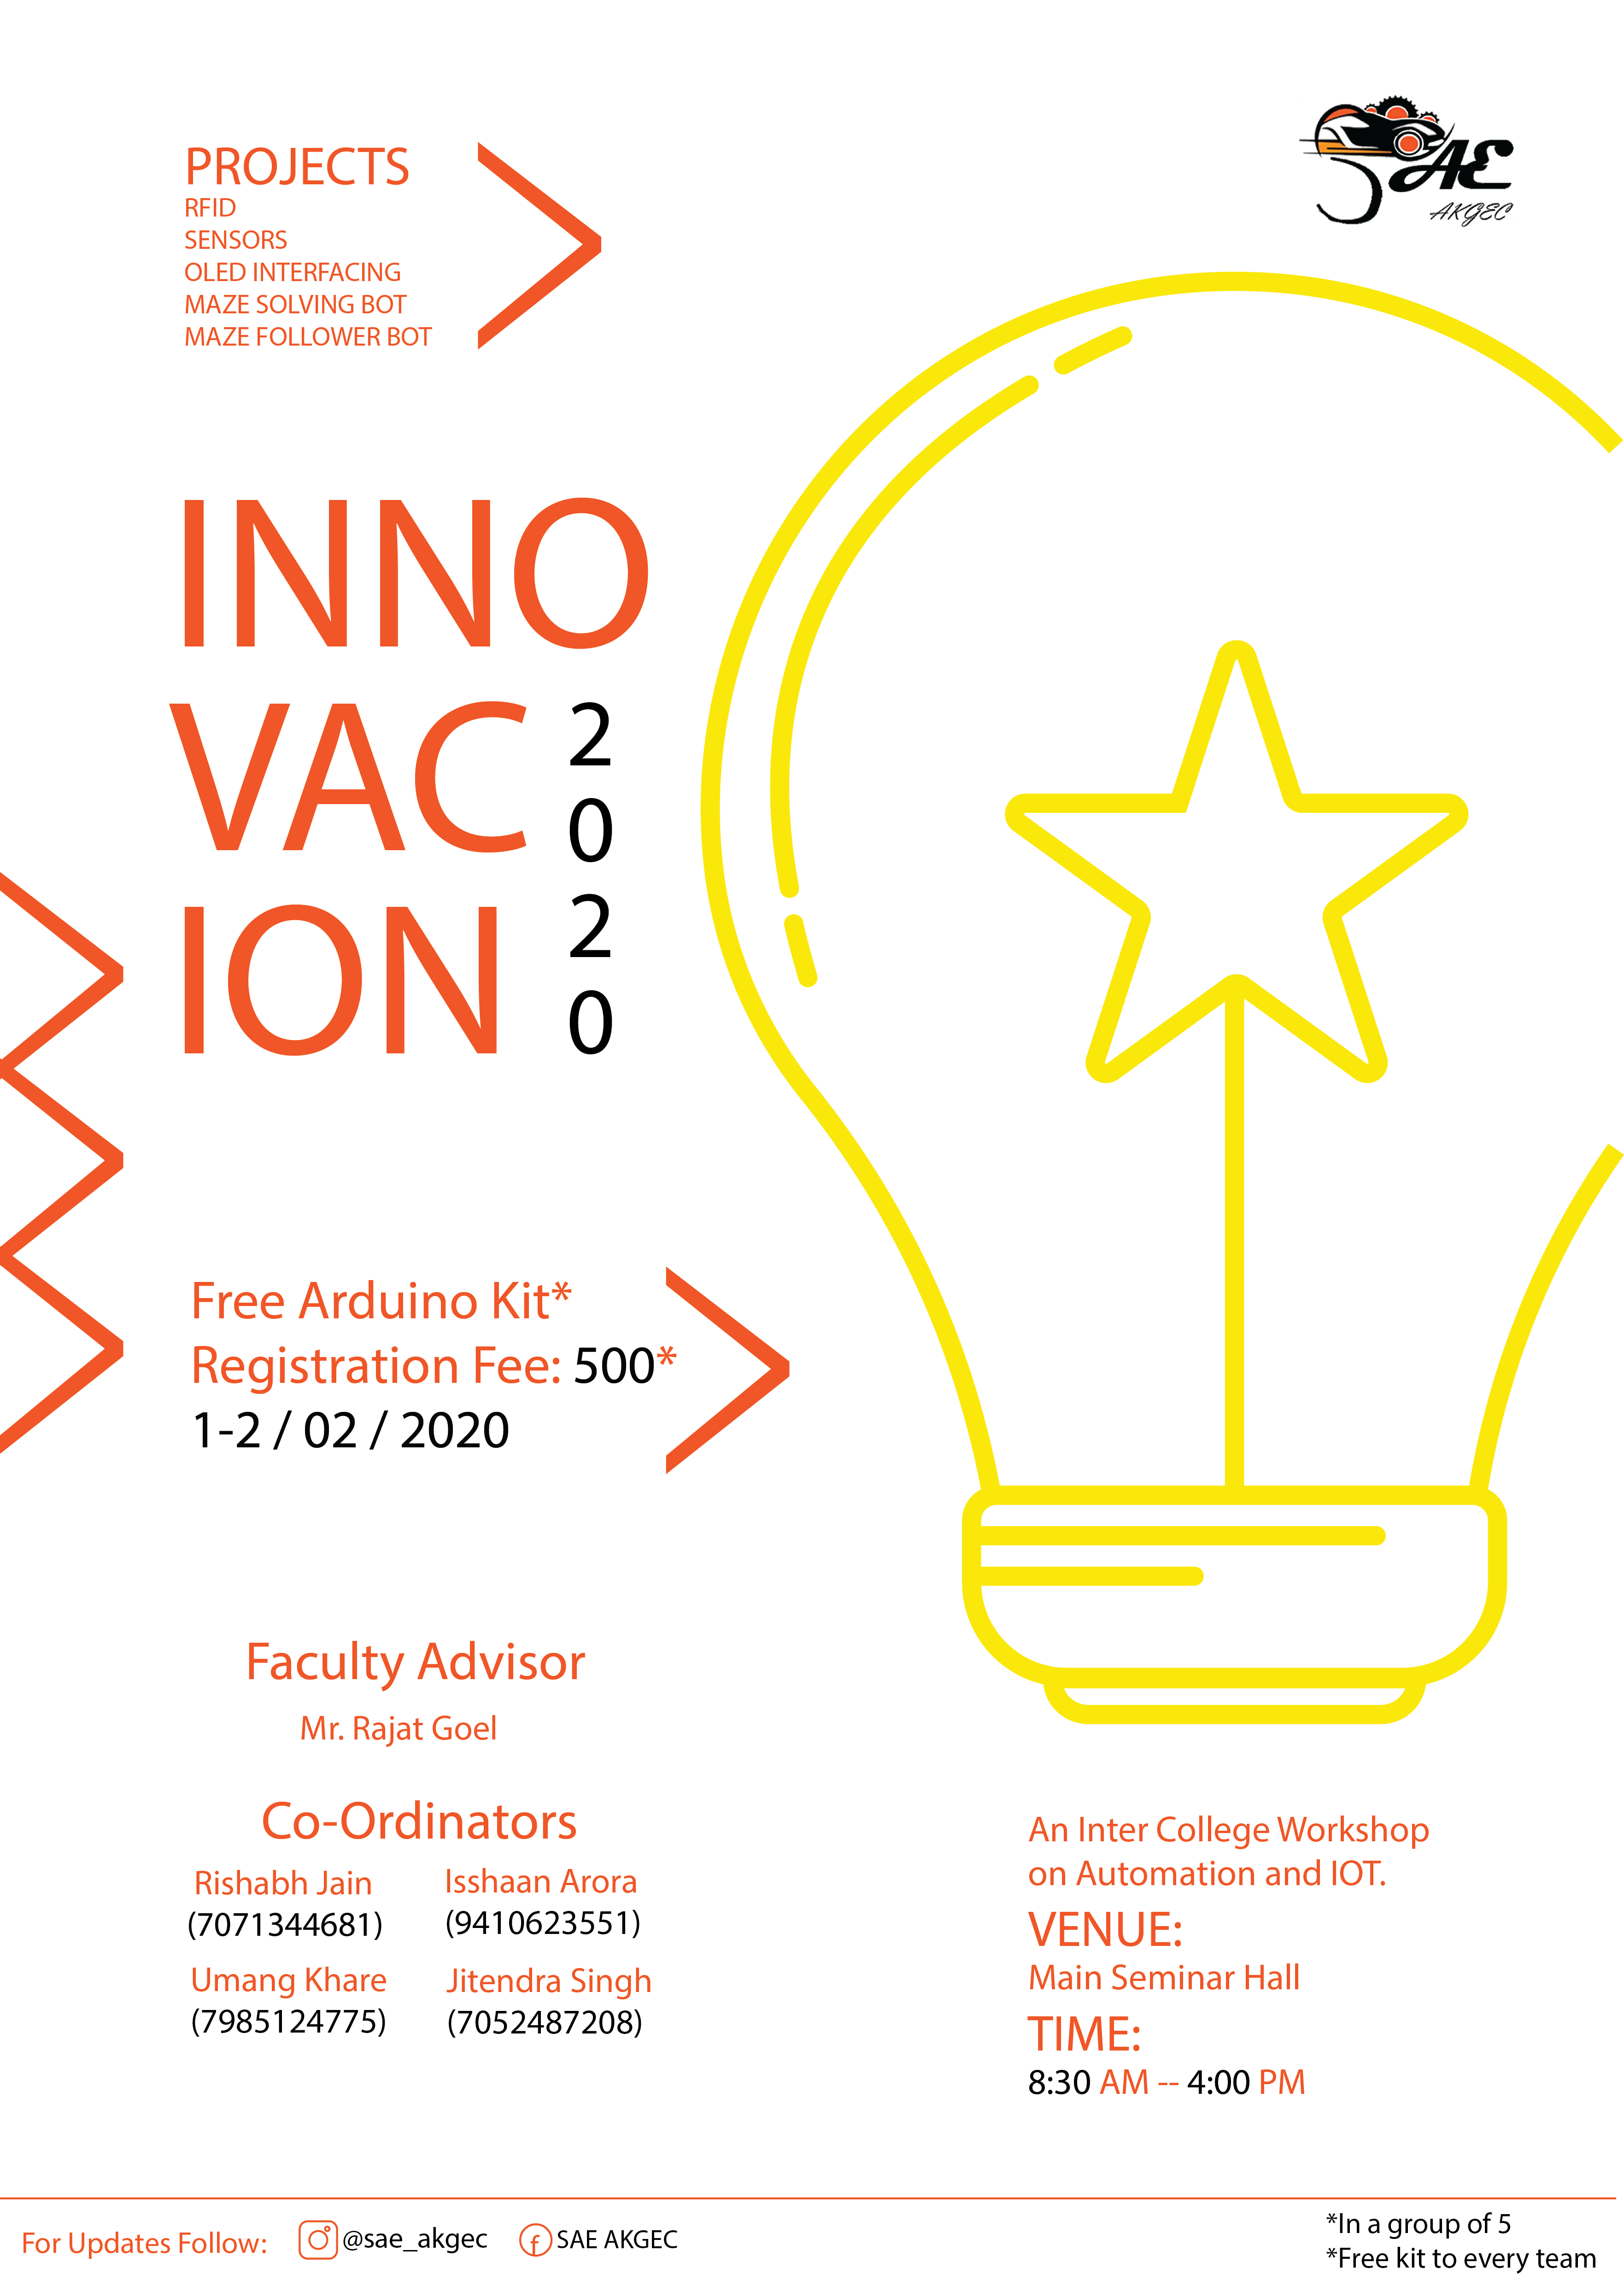 SAE
AKGEC
PROJECTS
RFID
SENSORS
OLED INTERFACING
MAZE SOLVING BOT
MAZE FOLLOWER BOT
INNO
VAC
ION
2
0
2
0
Free Arduino Kit*
Registration Fee: 500*
1-2 / 02 / 2020
Faculty Advisor
Mr. Rajat Goel
Co-Ordinators
Rishabh Jain
(7071344681)
Isshaan Arora
(9410623551)
Umang Khare
(7985124775)
Jitendra Singh
(7052487208)
An Inter College Workshop
on Automation and IOT.
VENUE:
Main Seminar Hall
TIME:
8:30 AM -- 4:00 PM
For Updates Follow: @sae_akgec SAE AKGEC
*In a group of 5
*Free kit to every team